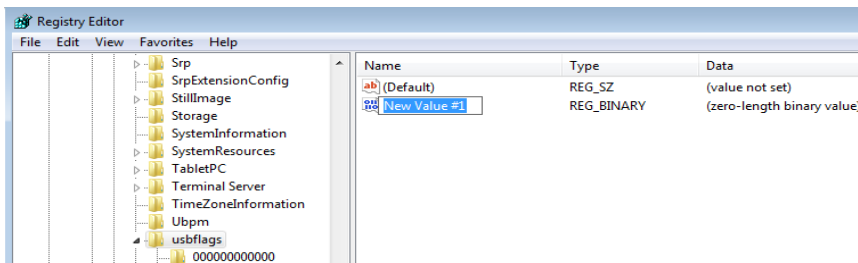 Registry Editor
File Edit View Favorites Help
Srp
SrpExtensionConfig
StillImage
Storage
SystemInformation
SystemResources
TabletPC
Terminal Server
TimeZoneInformation
Ubpm
usbflags
000000000000
Name Type Data
ab (Default) REG_SZ (value not set)
New Value #1 REG_BINARY (zero-length binary value)